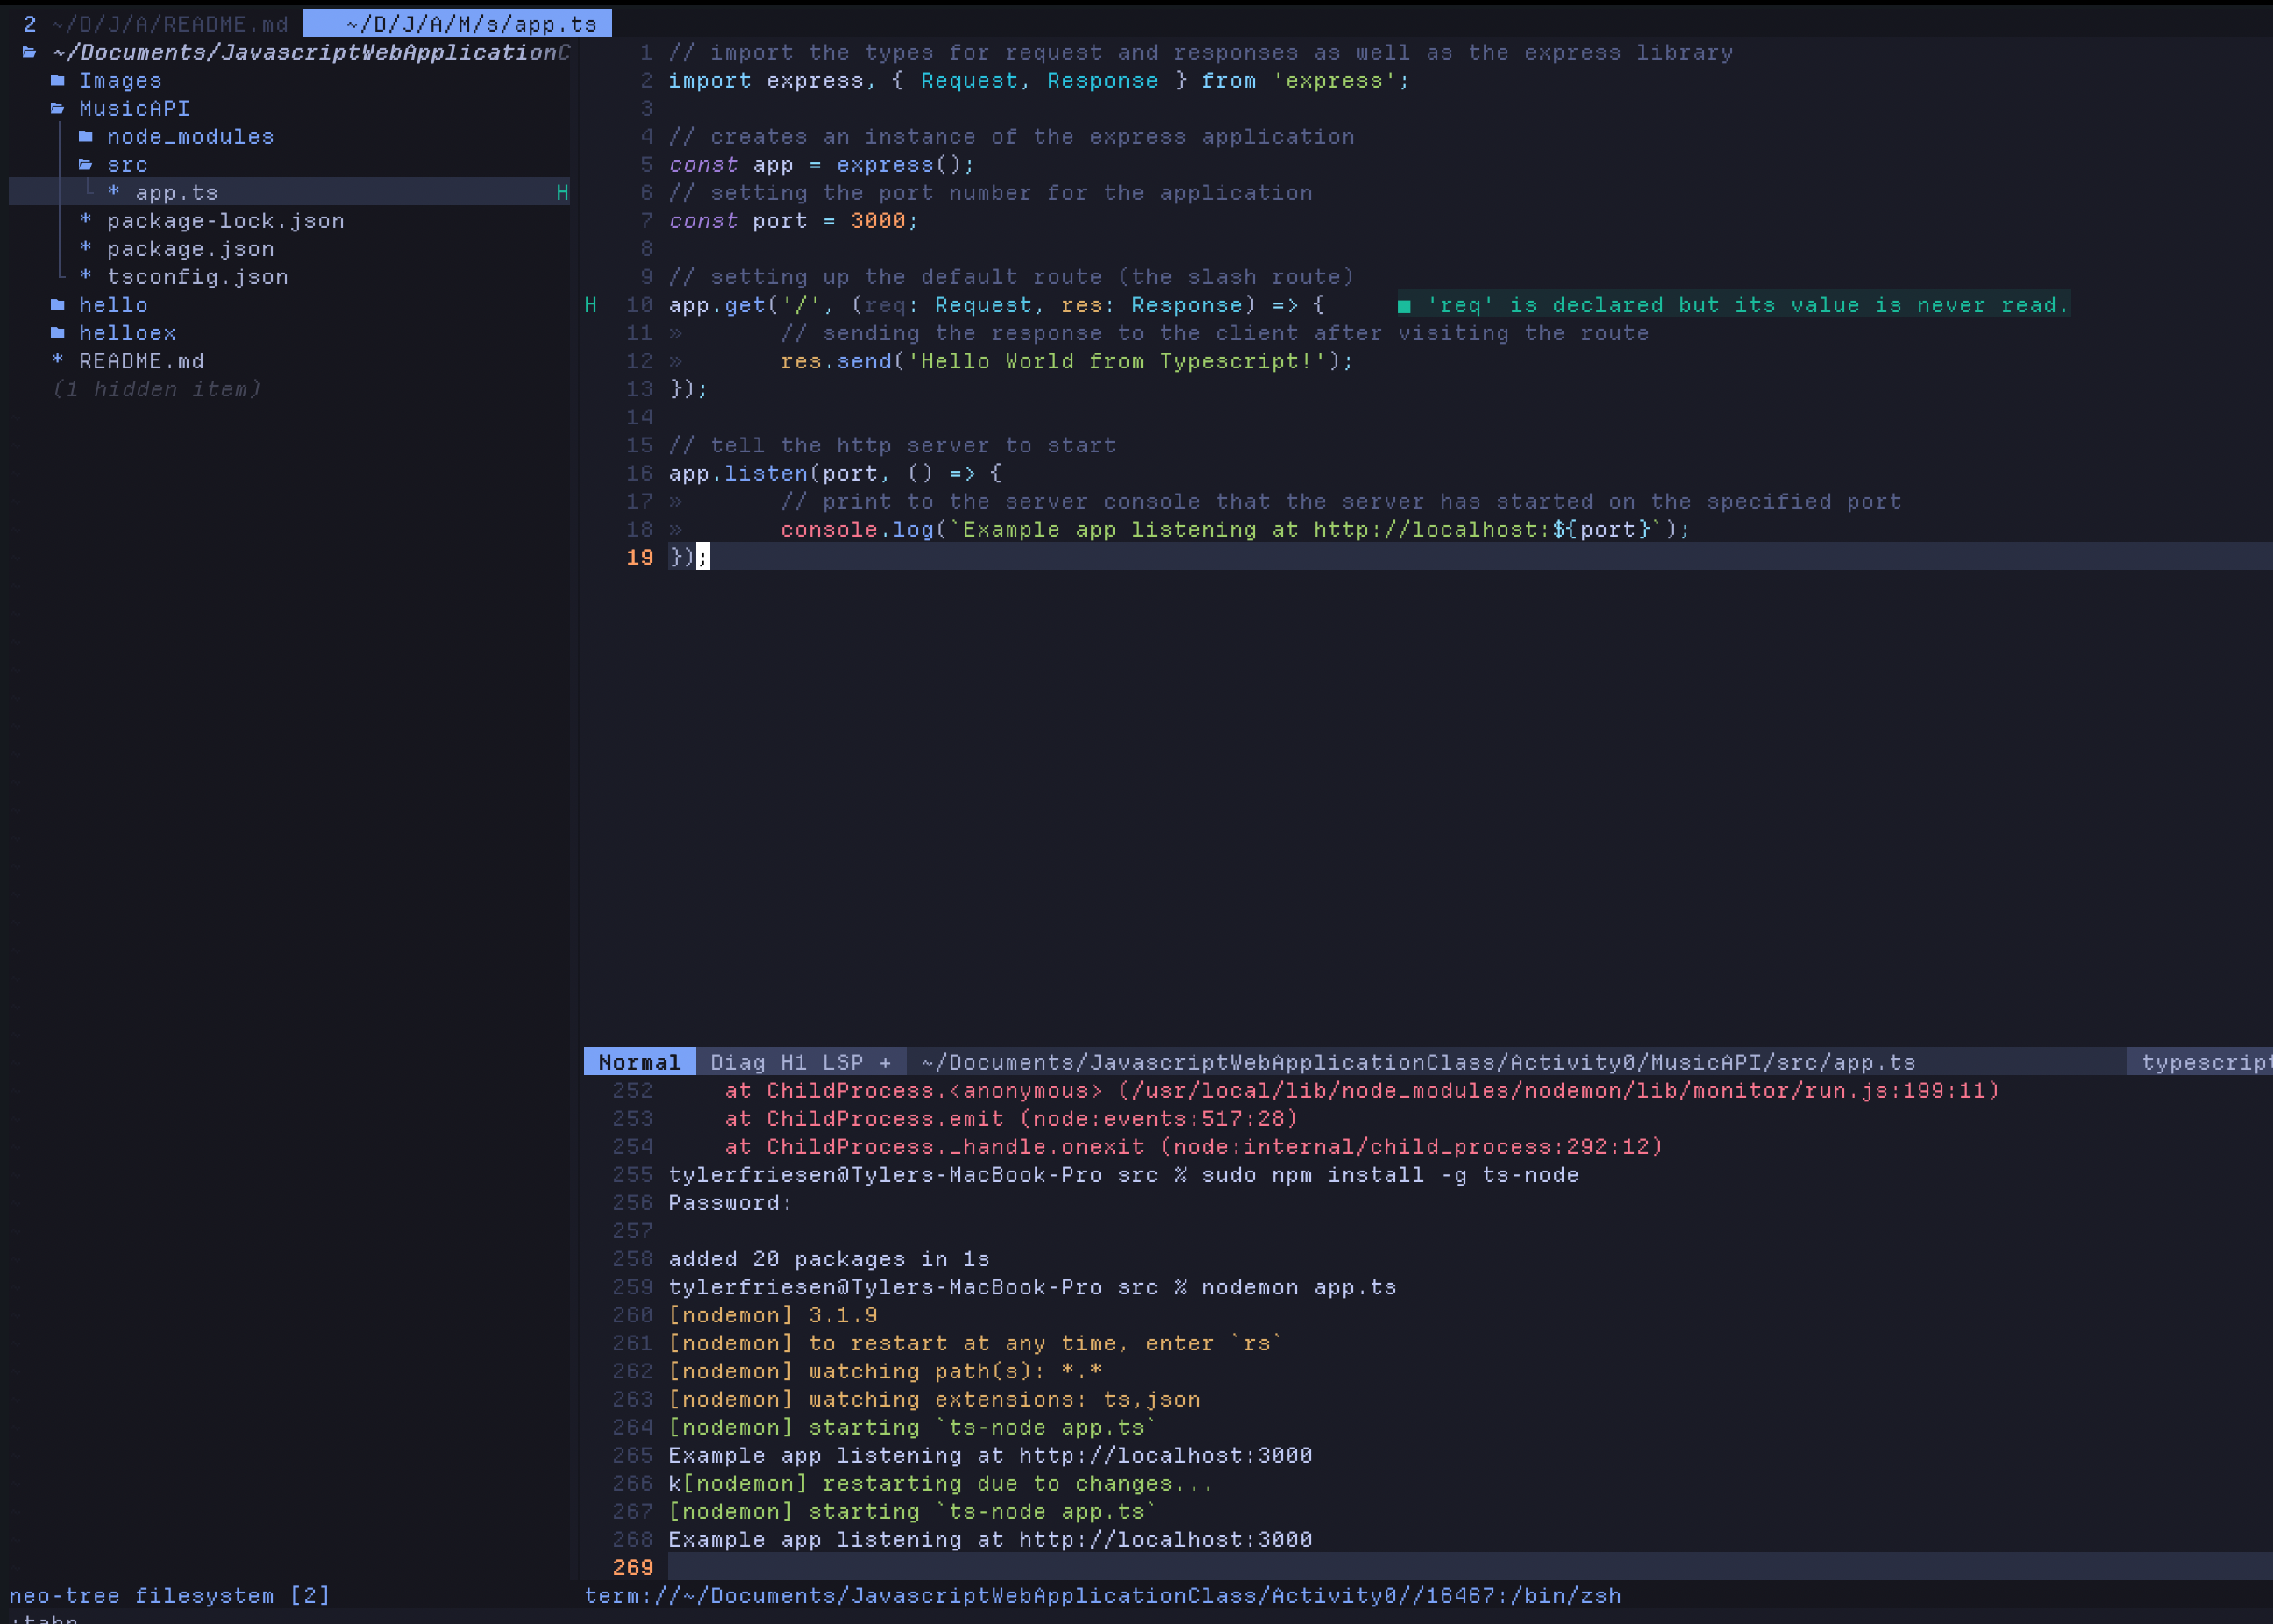 2 ~/D/J/A/README.md ~/D/J/A/M/s/app.ts
~/Documents/JavascriptWebApplicationC
Images
MusicAPI
node_modules
src
* app.ts H
* package-lock.json
* package.json
* tsconfig.json
hello
helloex
* README.md
(1 hidden item)
1 // import the types for request and responses as well as the express library
2 import express, { Request, Response } from 'express';
3
4 // creates an instance of the express application
5 const app = express();
6 // setting the port number for the application
7 const port = 3000;
8
9 // setting up the default route (the slash route)
H 10 app.get('/', (req: Request, res: Response) => { ■ 'req' is declared but its value is never read.
11 » // sending the response to the client after visiting the route
12 » res.send('Hello World from Typescript!');
13 });
14
15 // tell the http server to start
16 app.listen(port, () => {
17 » // print to the server console that the server has started on the specified port
18 » console.log(`Example app listening at http://localhost:${port}`);
19 });
Normal Diag H1 LSP + ~/Documents/JavascriptWebApplicationClass/Activity0/MusicAPI/src/app.ts typescript
252 at ChildProcess.<anonymous> (/usr/local/lib/node_modules/nodemon/lib/monitor/run.js:199:11)
253 at ChildProcess.emit (node:events:517:28)
254 at ChildProcess._handle.onexit (node:internal/child_process:292:12)
255 tylerfriesen@Tylers-MacBook-Pro src % sudo npm install -g ts-node
256 Password:
257
258 added 20 packages in 1s
259 tylerfriesen@Tylers-MacBook-Pro src % nodemon app.ts
260 [nodemon] 3.1.9
261 [nodemon] to restart at any time, enter `rs`
262 [nodemon] watching path(s): *.*
263 [nodemon] watching extensions: ts,json
264 [nodemon] starting `ts-node app.ts`
265 Example app listening at http://localhost:3000
266 k[nodemon] restarting due to changes...
267 [nodemon] starting `ts-node app.ts`
268 Example app listening at http://localhost:3000
269
neo-tree filesystem [2]
term://~/Documents/JavascriptWebApplicationClass/Activity0//16467:/bin/zsh